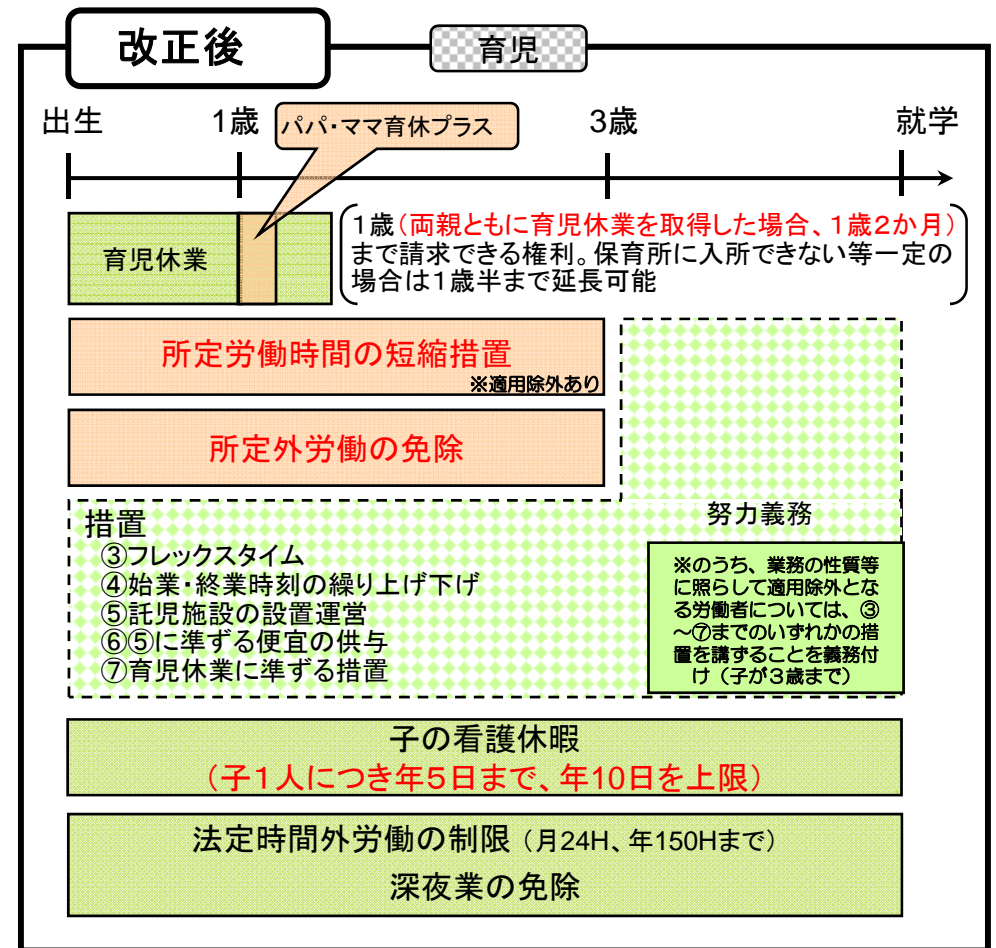 改正後
育児
出生
1歳
パパ・ママ育休プラス
3歳
就学
育児休業
1歳(両親ともに育児休業を取得した場合、1歳2か月)
まで請求できる権利。保育所に入所できない等一定の
場合は1歳半まで延長可能
所定労働時間の短縮措置
※適用除外あり
所定外労働の免除
努力義務
措置
③フレックスタイム
④始業・終業時刻の繰り上げ下げ
⑤託児施設の設置運営
⑥⑤に準ずる便宜の供与
⑦育児休業に準ずる措置
※のうち、業務の性質等
に照らして適用除外とな
る労働者については、③
~⑦までのいずれかの措
置を講ずることを義務付
け(子が3歳まで)
子の看護休暇
(子1人につき年5日まで、年10日を上限)
法定時間外労働の制限(月24H、年150Hまで)
深夜業の免除